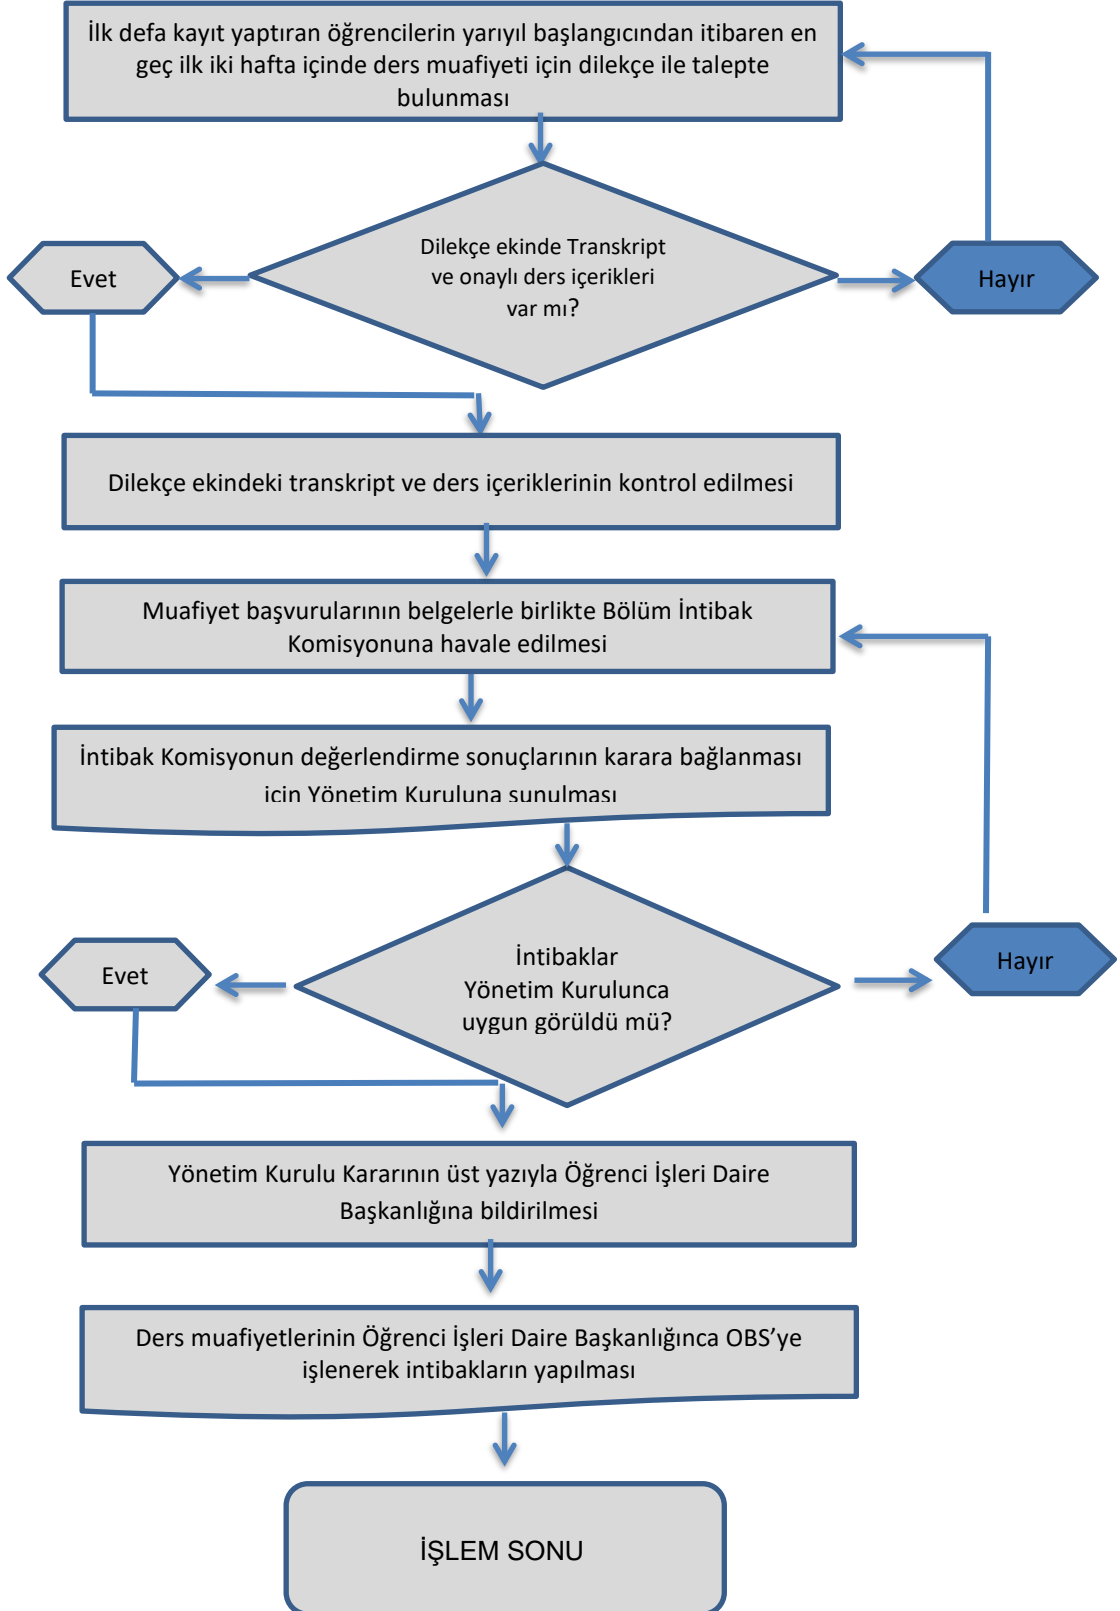 İlk defa kayıt yaptıran öğrencilerin yarıyıl başlangıcından itibaren en
geç ilk iki hafta içinde ders muafiyeti için dilekçe ile talepte
bulunması
Dilekçe ekinde Transkript
ve onaylı ders içerikleri
var mı?
Evet
Hayır
Dilekçe ekindeki transkript ve ders içeriklerinin kontrol edilmesi
Muafiyet başvurularının belgelerle birlikte Bölüm İntibak
Komisyonuna havale edilmesi
İntibak Komisyonun değerlendirme sonuçlarının karara bağlanması
için Yönetim Kuruluna sunulması
İntibaklar
Yönetim Kurulunca
uygun görüldü mü?
Evet
Hayır
Yönetim Kurulu Kararının üst yazıyla Öğrenci İşleri Daire
Başkanlığına bildirilmesi
Ders muafiyetlerinin Öğrenci İşleri Daire Başkanlığınca OBS’ye
işlenerek intibakların yapılması
İŞLEM SONU